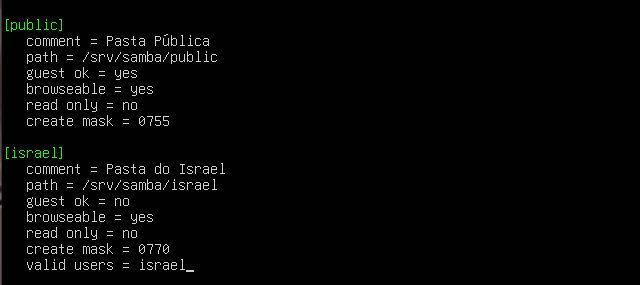 [public]
comment = Pasta Pública
path = /srv/samba/public
guest ok = yes
browseable = yes
read only = no
create mask = 0755
[israel]
comment = Pasta do Israel
path = /srv/samba/israel
guest ok = no
browseable = yes
read only = no
create mask = 0770
valid users = israel